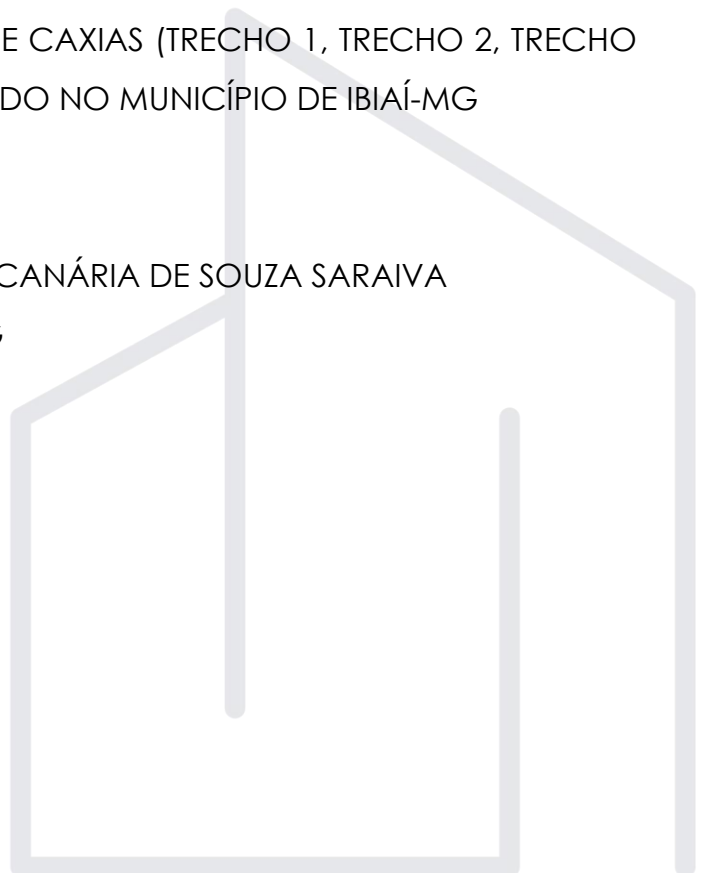 E CAXIAS (TRECHO 1, TRECHO 2, TRECHO
DO NO MUNICÍPIO DE IBIAÍ-MG
CANÁRIA DE SOUZA SARAIVA